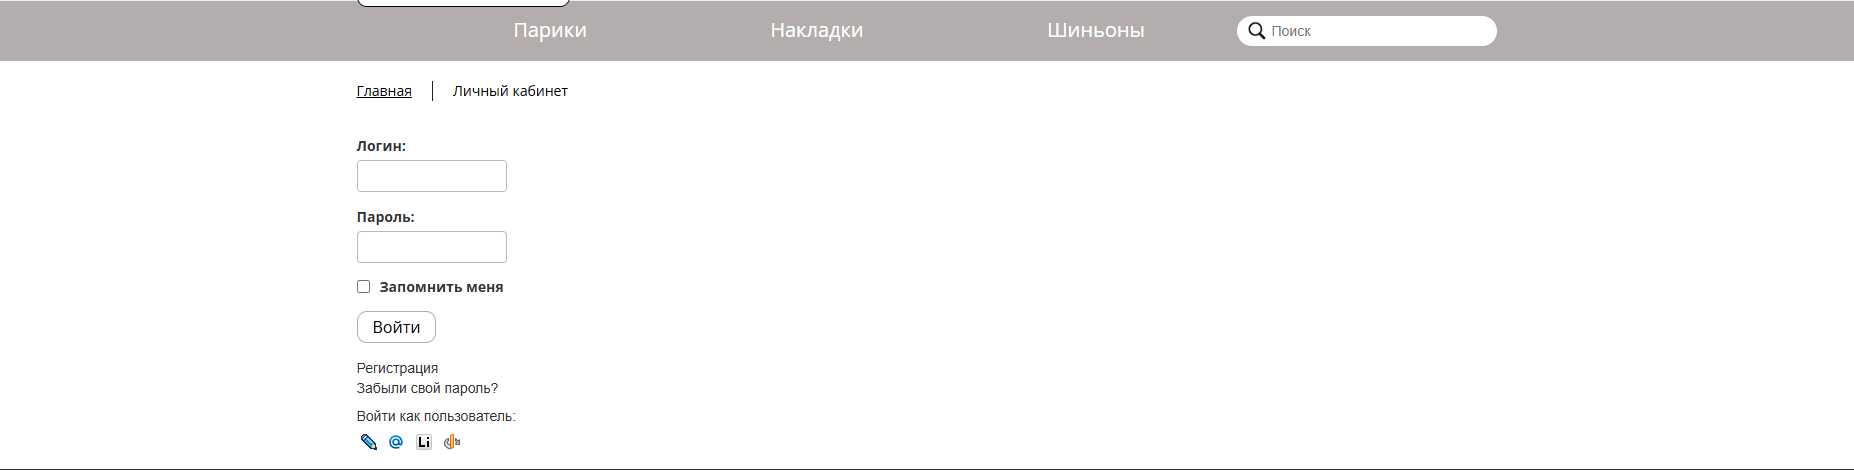 Парики Накладки Шиньоны Поиск
Главная Личный кабинет
Логин:
Пароль:
Запомнить меня
Войти
Регистрация
Забыли свой пароль?
Войти как пользователь:
@ Li